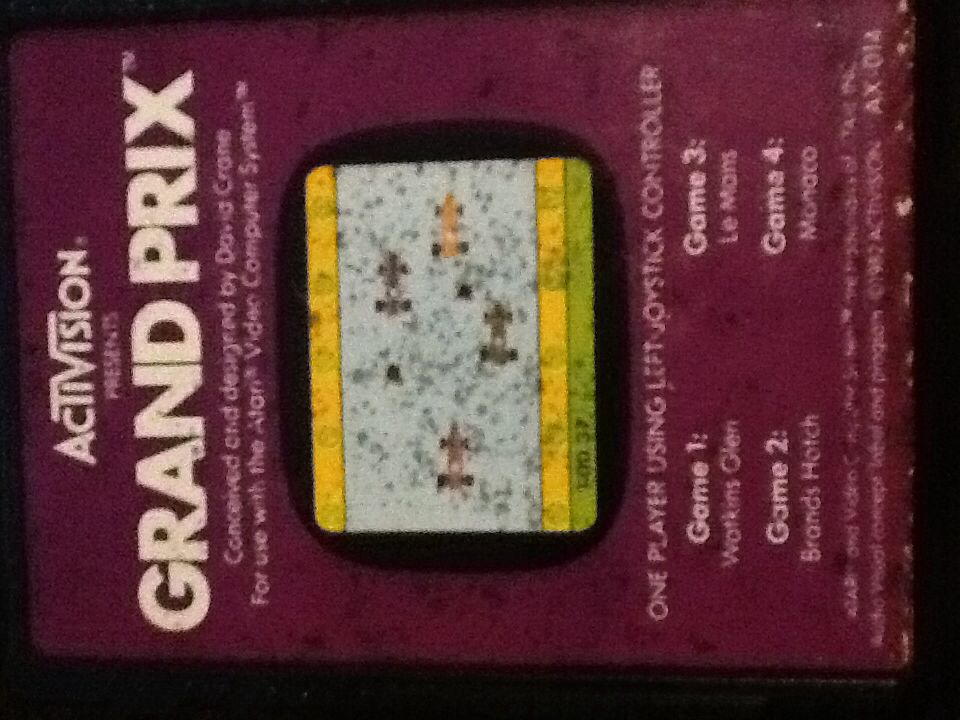 ACTIVISION®
PRESENTS
GRAND PRIX™
Conceived and designed by David Crane
For use with the Atari® Video Computer System™
ONE PLAYER USING LEFT JOYSTICK CONTROLLER
Game 1:
Watkins Glen
Game 2:
Brands Hatch
Game 3:
Le Mans
Game 4:
Monaco
©1982 ACTIVISION AX-014